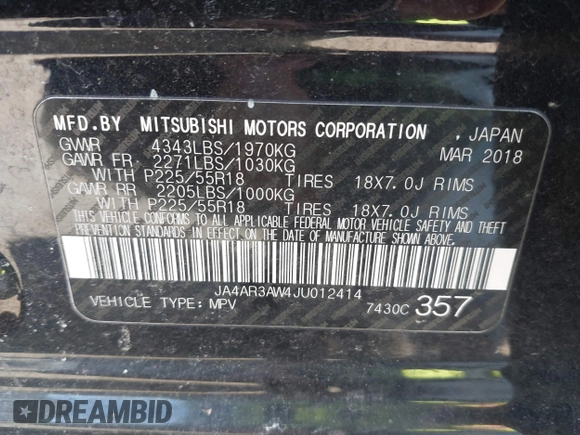 MFD.BY MITSUBISHI MOTORS CORPORATION , JAPAN
GVWR 4343LBS/1970KG MAR 2018
GAWR FR 2271LBS/1030KG
WITH P225/55R18 TIRES 18X7.0J RIMS
GAWR RR 2205LBS/1000KG
WITH P225/55R18 TIRES 18X7.0J RIMS
THIS VEHICLE CONFORMS TO ALL APPLICABLE FEDERAL MOTOR VEHICLE SAFETY AND THEFT
PREVENTION STANDARDS IN EFFECT ON THE DATE OF MANUFACTURE SHOWN ABOVE.
JA4AR3AW4JU012414
VEHICLE TYPE: MPV 7430C 357
DREAMBID